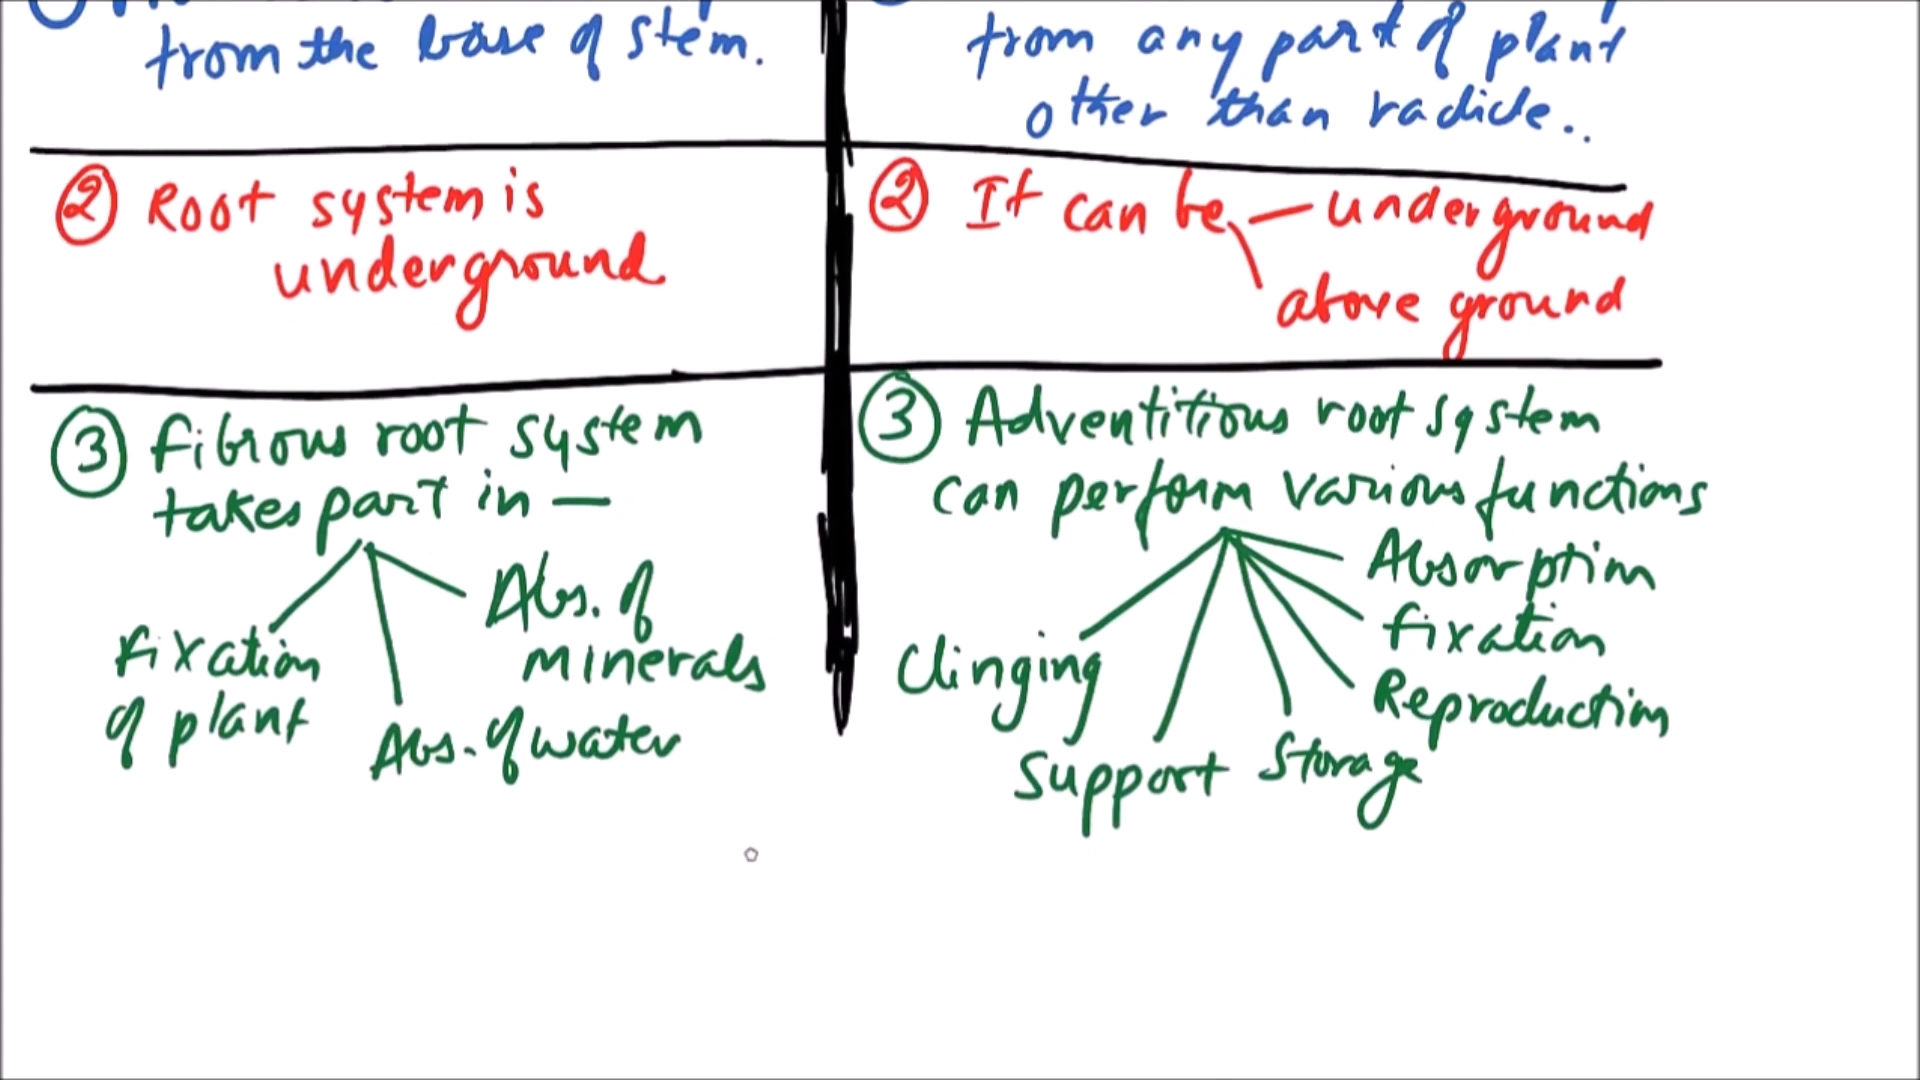 from the base of stem.
② Root system is
underground
③ Fibrous root system
takes part in —
Fixation
of plant
Abs. of water
Abs. of
minerals
from any part of plant
other than radicle..
② It can be — underground
above ground
③ Adventitious root system
can perform various functions
Clinging
Support
Storage
Reproduction
fixation
Absorption